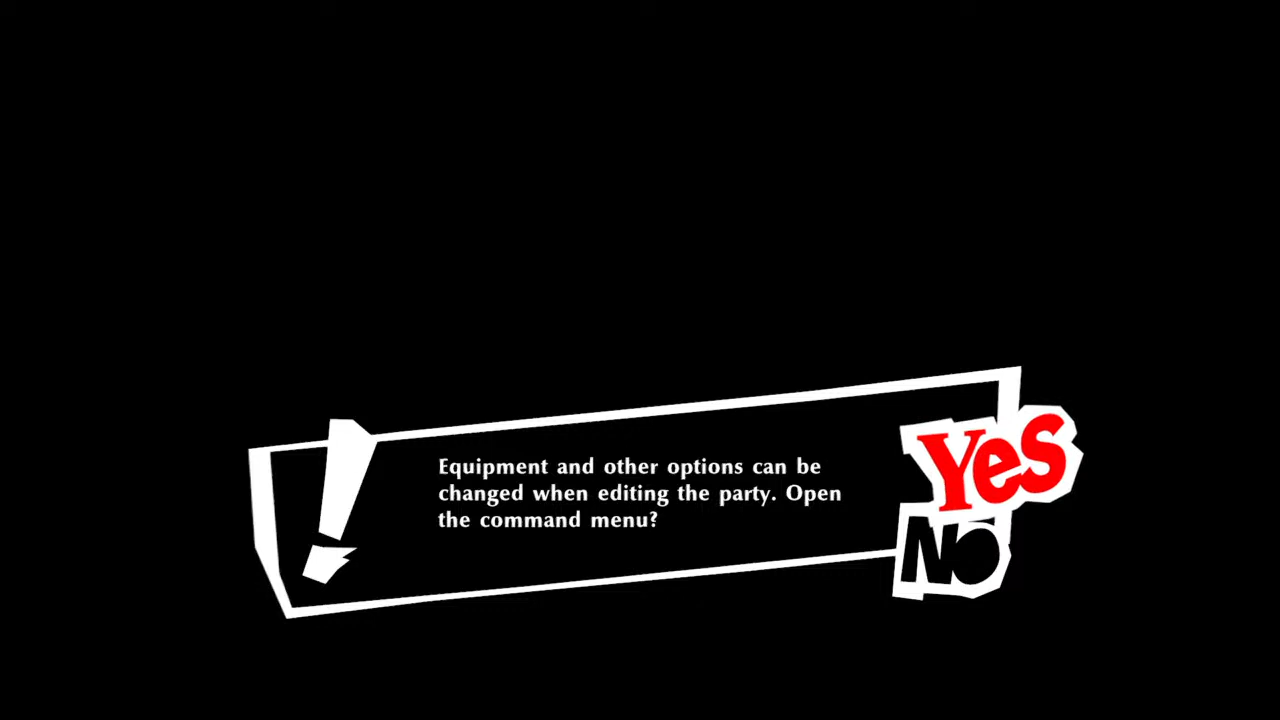 Equipment and other options can be
changed when editing the party. Open
the command menu?
Yes
No